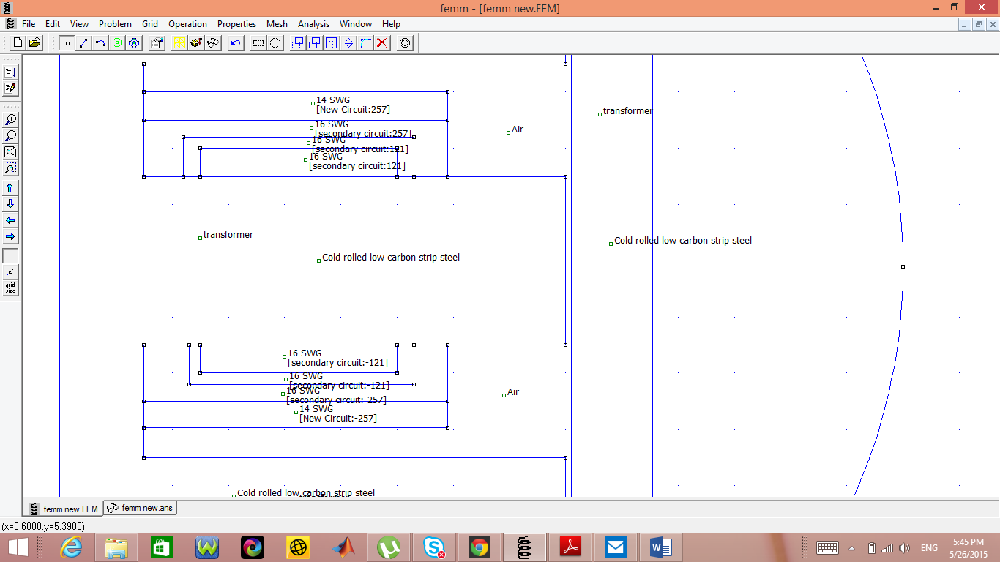 femm - [femm new.FEM]
File Edit View Problem Grid Operation Properties Mesh Analysis Window Help
14 SWG
[New Circuit:257]
transformer
16 SWG
[secondary circuit:257]
Air
16 SWG
[secondary circuit:121]
16 SWG
[secondary circuit:121]
transformer
Cold rolled low carbon strip steel
Cold rolled low carbon strip steel
grid
size
16 SWG
[secondary circuit:-121]
16 SWG
[secondary circuit:-121]
16 SWG
[secondary circuit:-257]
Air
14 SWG
[New Circuit:-257]
Cold rolled low carbon strip steel
femm new.FEM
femm new.ans
(x=0.6000,y=5.3900)
ENG
5:45 PM
5/26/2015